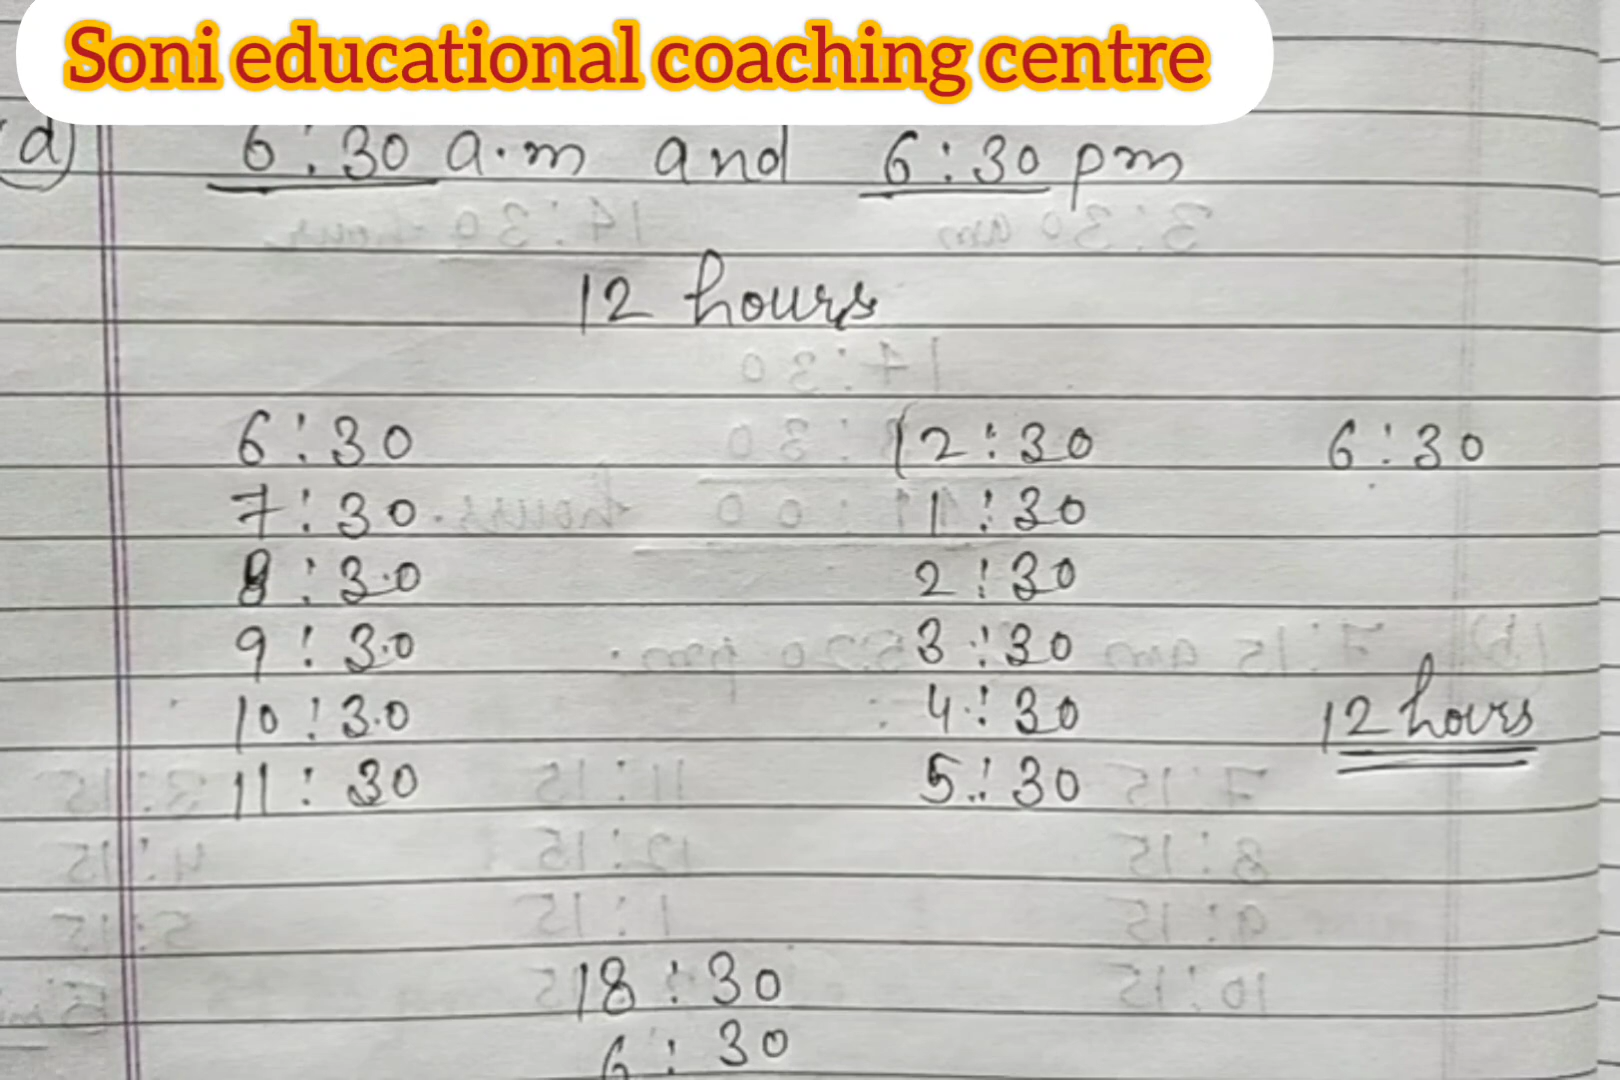 Soni educational coaching centre
(d) 6:30 a.m and 6:30 pm
12 hours
6:30 12:30 6:30
7:30 1:30
8:30 2:30
9:30 3:30
10:30 4:30 12 hours
11:30 5:30
18:30
6:30